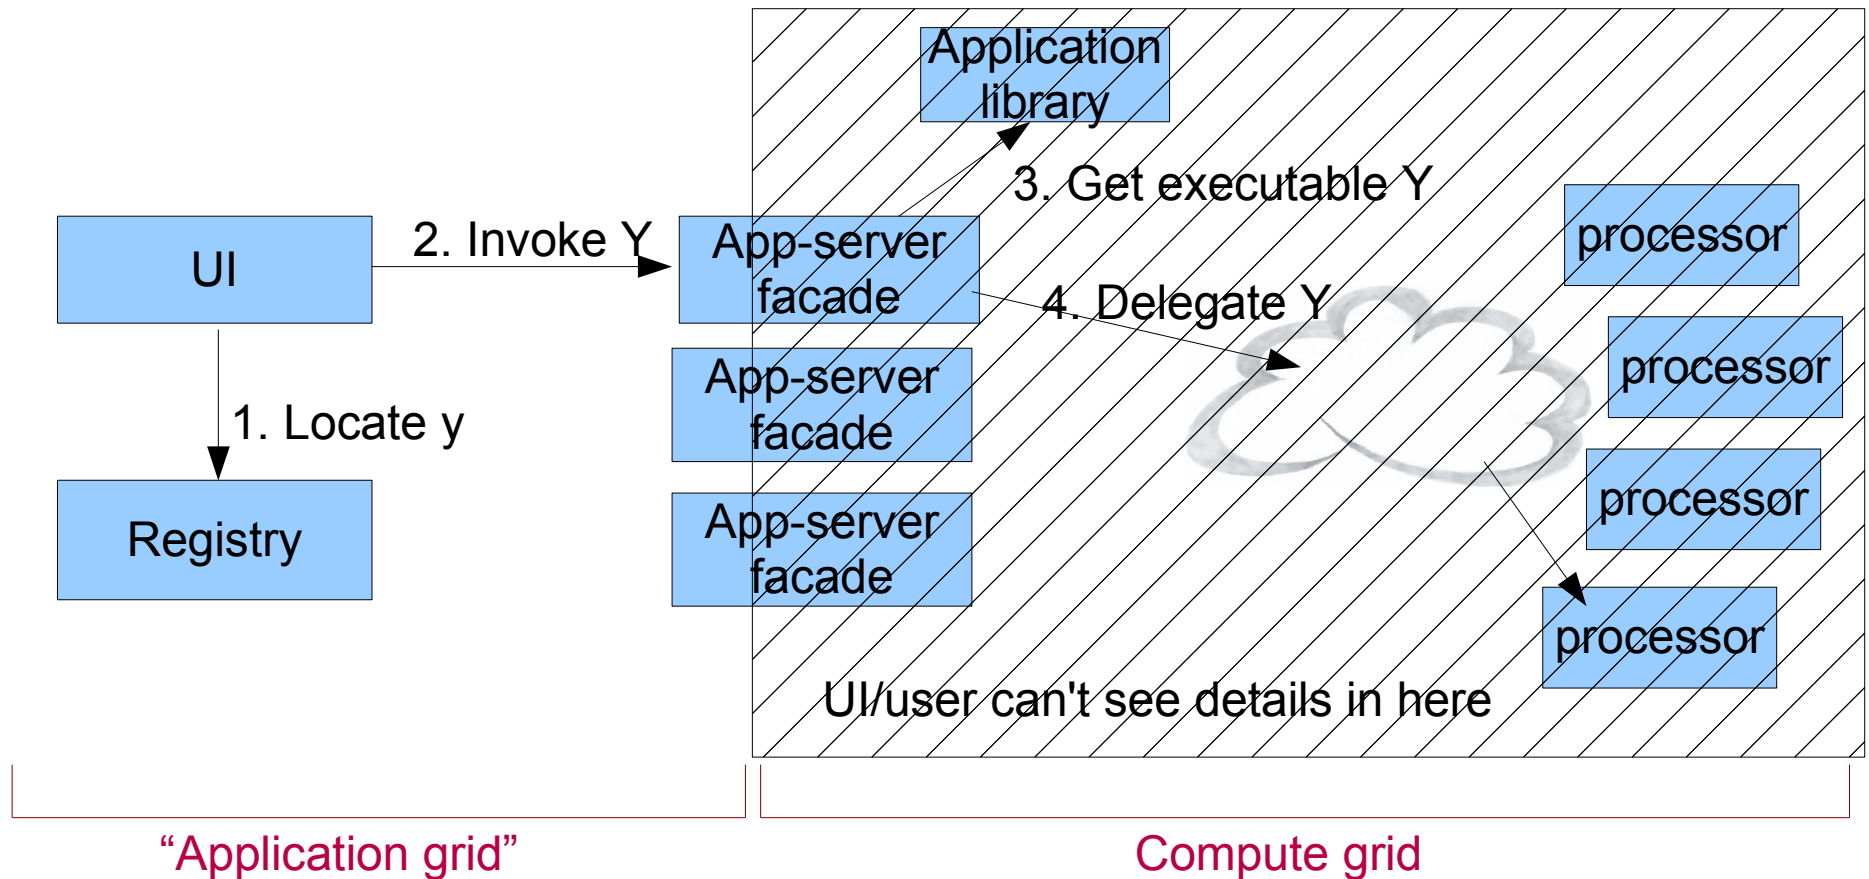 Application
library
3. Get executable Y
UI
2. Invoke Y
App-server
facade
processor
4. Delegate Y
processor
App-server
facade
1. Locate y
processor
Registry
App-server
facade
processor
UI/user can't see details in here
“Application grid”
Compute grid